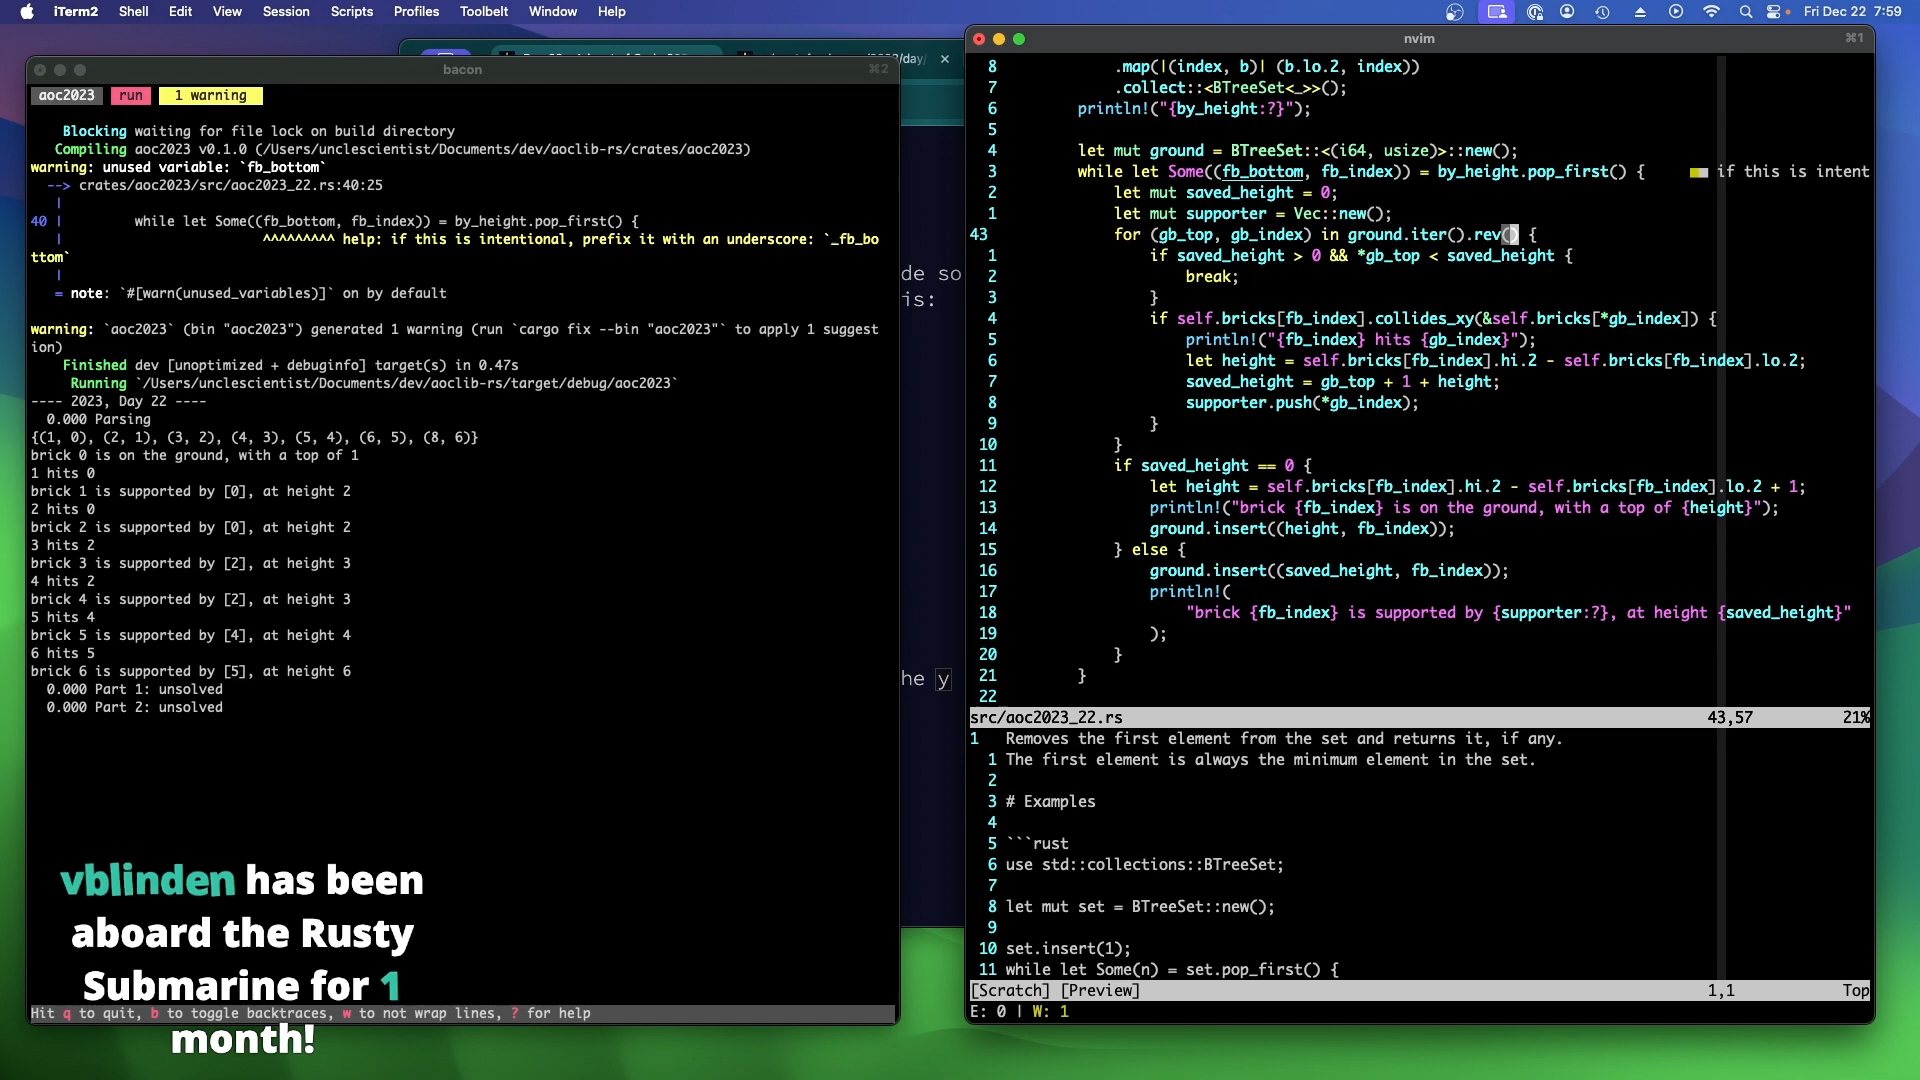 iTerm2 Shell Edit View Session Scripts Profiles Toolbelt Window Help Fri Dec 22 7:59
bacon ⌘2
aoc2023 run 1 warning
Blocking waiting for file lock on build directory
Compiling aoc2023 v0.1.0 (/Users/unclescientist/Documents/dev/aoclib-rs/crates/aoc2023)
warning: unused variable: `fb_bottom`
--> crates/aoc2023/src/aoc2023_22.rs:40:25
|
40 | while let Some((fb_bottom, fb_index)) = by_height.pop_first() {
| ^^^^^^^^^ help: if this is intentional, prefix it with an underscore: `_fb_bo
ttom`
|
= note: `#[warn(unused_variables)]` on by default
warning: `aoc2023` (bin "aoc2023") generated 1 warning (run `cargo fix --bin "aoc2023"` to apply 1 suggest
ion)
Finished dev [unoptimized + debuginfo] target(s) in 0.47s
Running `/Users/unclescientist/Documents/dev/aoclib-rs/target/debug/aoc2023`
---- 2023, Day 22 ----
0.000 Parsing
{(1, 0), (2, 1), (3, 2), (4, 3), (5, 4), (6, 5), (8, 6)}
brick 0 is on the ground, with a top of 1
1 hits 0
brick 1 is supported by [0], at height 2
2 hits 0
brick 2 is supported by [0], at height 2
3 hits 2
brick 3 is supported by [2], at height 3
4 hits 2
brick 4 is supported by [2], at height 3
5 hits 4
brick 5 is supported by [4], at height 4
6 hits 5
brick 6 is supported by [5], at height 6
0.000 Part 1: unsolved
0.000 Part 2: unsolved
vblinden has been
aboard the Rusty
Submarine for 1
month!
Hit q to quit, b to toggle backtraces, w to not wrap lines, ? for help
/day/ ×
de so
is:
he y
nvim ⌘1
8 .map(|(index, b)| (b.lo.2, index))
7 .collect::<BTreeSet<_>>();
6 println!("{by_height:?}");
5
4 let mut ground = BTreeSet::<(i64, usize)>::new();
3 while let Some((fb_bottom, fb_index)) = by_height.pop_first() { if this is intent
2 let mut saved_height = 0;
1 let mut supporter = Vec::new();
43 for (gb_top, gb_index) in ground.iter().rev() {
1 if saved_height > 0 && *gb_top < saved_height {
2 break;
3 }
4 if self.bricks[fb_index].collides_xy(&self.bricks[*gb_index]) {
5 println!("{fb_index} hits {gb_index}");
6 let height = self.bricks[fb_index].hi.2 - self.bricks[fb_index].lo.2;
7 saved_height = gb_top + 1 + height;
8 supporter.push(*gb_index);
9 }
10 }
11 if saved_height == 0 {
12 let height = self.bricks[fb_index].hi.2 - self.bricks[fb_index].lo.2 + 1;
13 println!("brick {fb_index} is on the ground, with a top of {height}");
14 ground.insert((height, fb_index));
15 } else {
16 ground.insert((saved_height, fb_index));
17 println!(
18 "brick {fb_index} is supported by {supporter:?}, at height {saved_height}"
19 );
20 }
21 }
22
src/aoc2023_22.rs 43,57 21%
1 Removes the first element from the set and returns it, if any.
1 The first element is always the minimum element in the set.
2
3 # Examples
4
5 ```rust
6 use std::collections::BTreeSet;
7
8 let mut set = BTreeSet::new();
9
10 set.insert(1);
11 while let Some(n) = set.pop_first() {
[Scratch] [Preview] 1,1 Top
E: 0 | W: 1